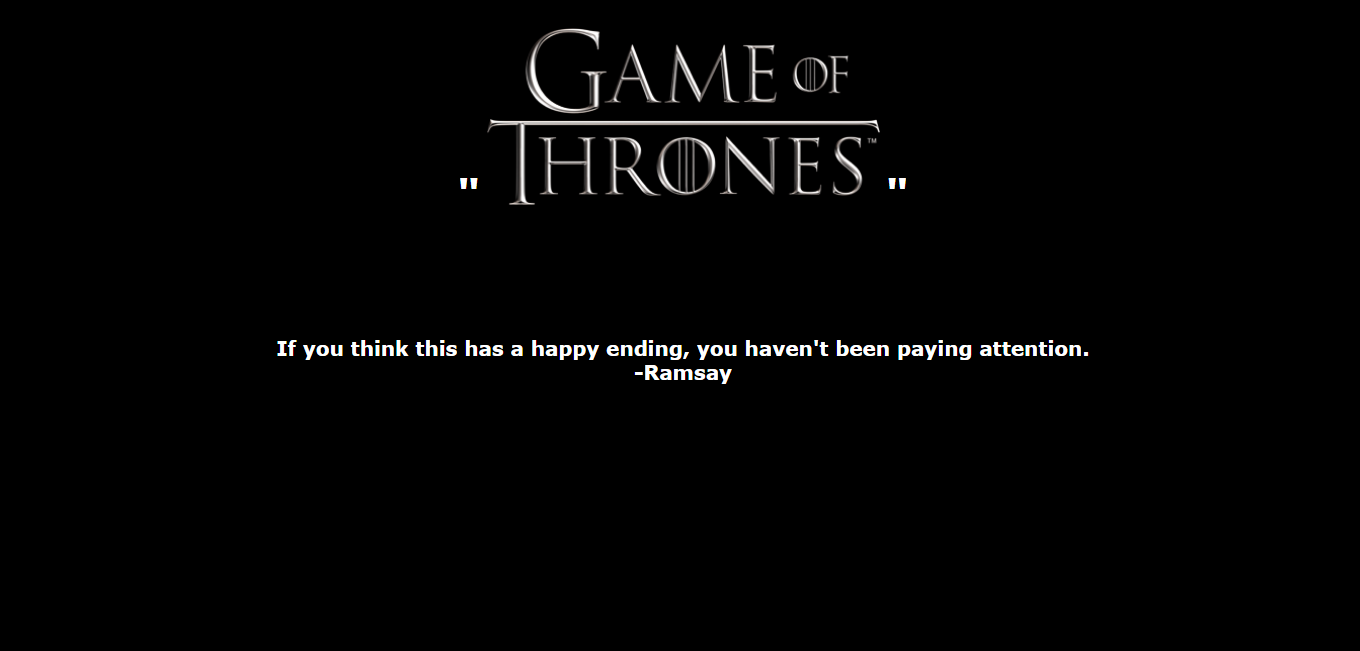 GAME OF
" THRONES™ "
If you think this has a happy ending, you haven't been paying attention.
-Ramsay